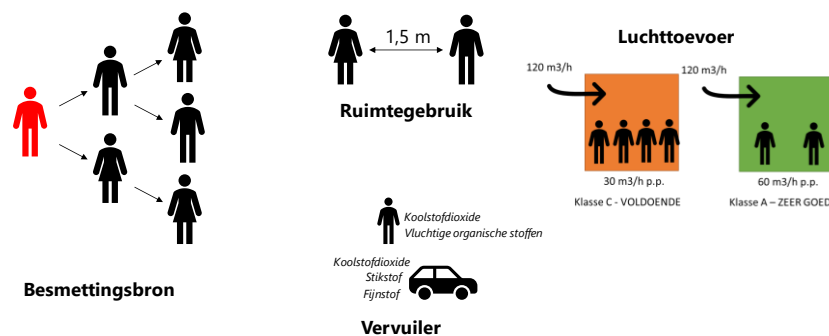 Besmettingsbron
1,5 m
Ruimtegebruik
Koolstofdioxide
Vluchtige organische stoffen
Koolstofdioxide
Stikstof
Fijnstof
Vervuiler
Luchttoevoer
120 m3/h
30 m3/h p.p.
Klasse C - VOLDOENDE
120 m3/h
60 m3/h p.p.
Klasse A – ZEER GOED